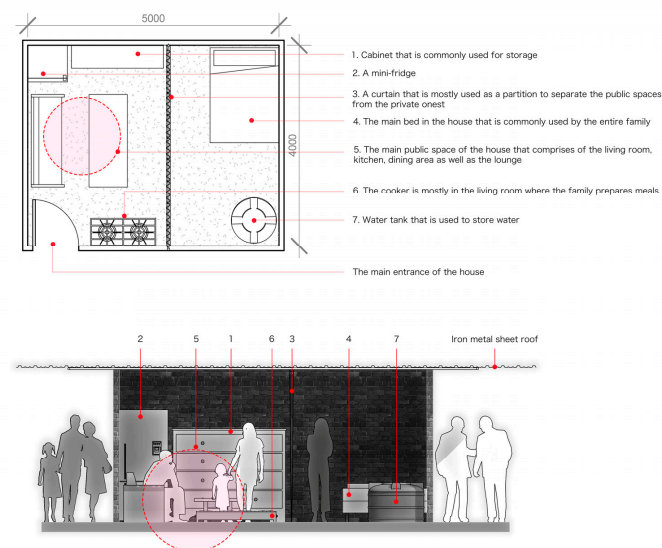 5000
1. Cabinet that is commonly used for storage
2. A mini-fridge
3. A curtain that is mostly used as a partition to separate the public spaces
from the private onest
4. The main bed in the house that is commonly used by the entire family
4000
5. The main public space of the house that comprises of the living room,
kitchen, dining area as well as the lounge
6. The cooker is mostly in the living room where the family prepares meals
7. Water tank that is used to store water
The main entrance of the house
2 5 1 6 3 4 7 Iron metal sheet roof